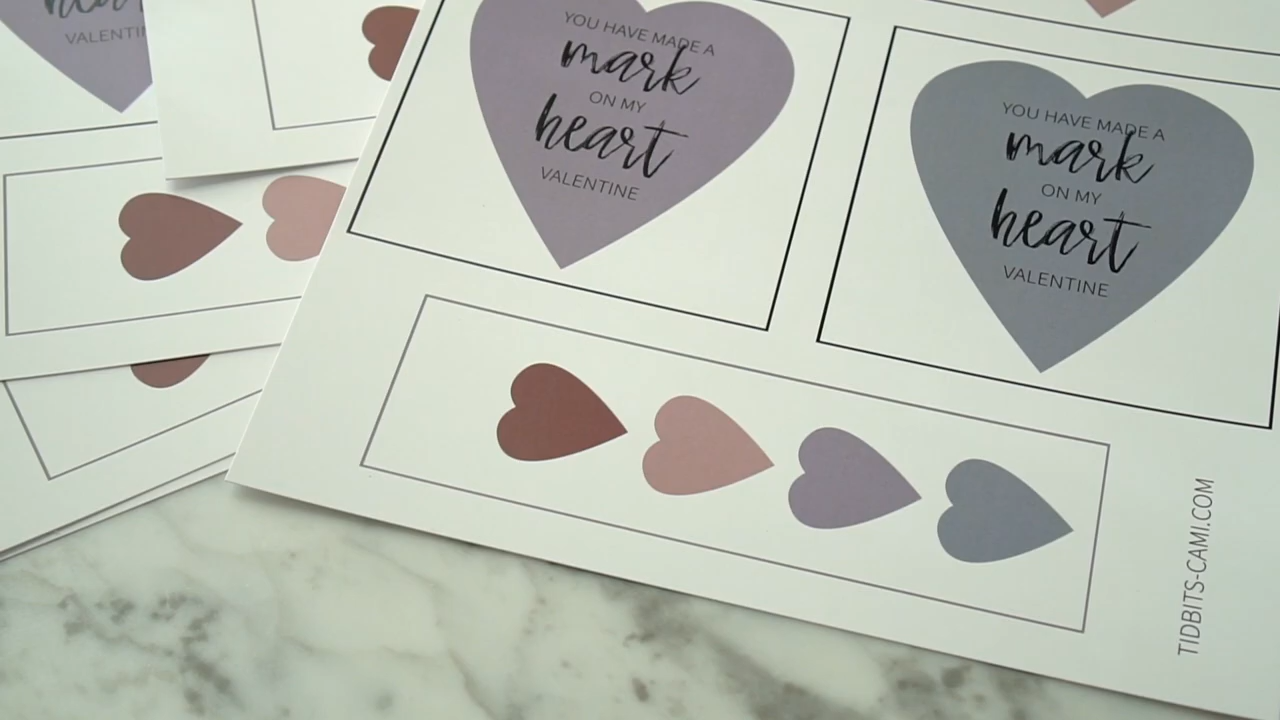 VALENTI
YOU HAVE MADE A
mark
ON MY
heart
VALENTINE
YOU HAVE MADE A
mark
ON MY
heart
VALENTINE
TIDBITS-CAMI.COM